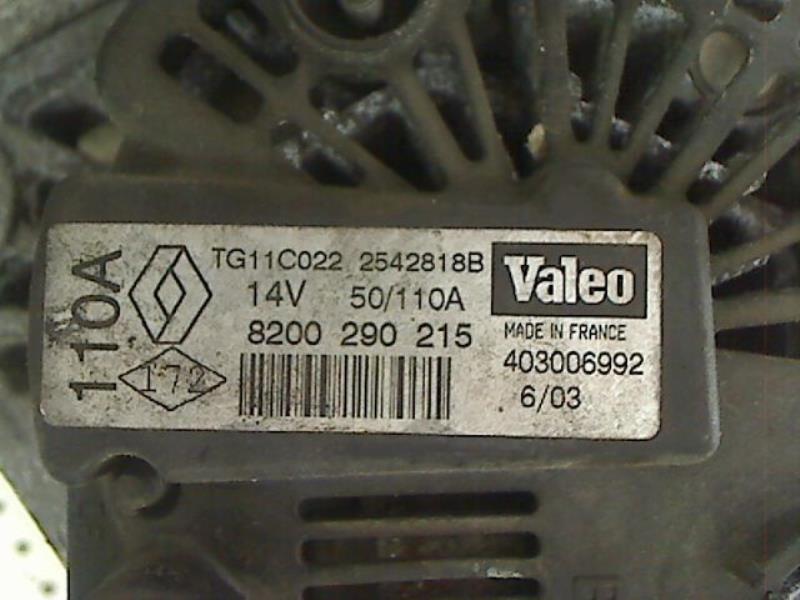 110A
TG11C022 2542818B
14V 50/110A
8200 290 215
172
Valeo
MADE IN FRANCE
403006992
6/03